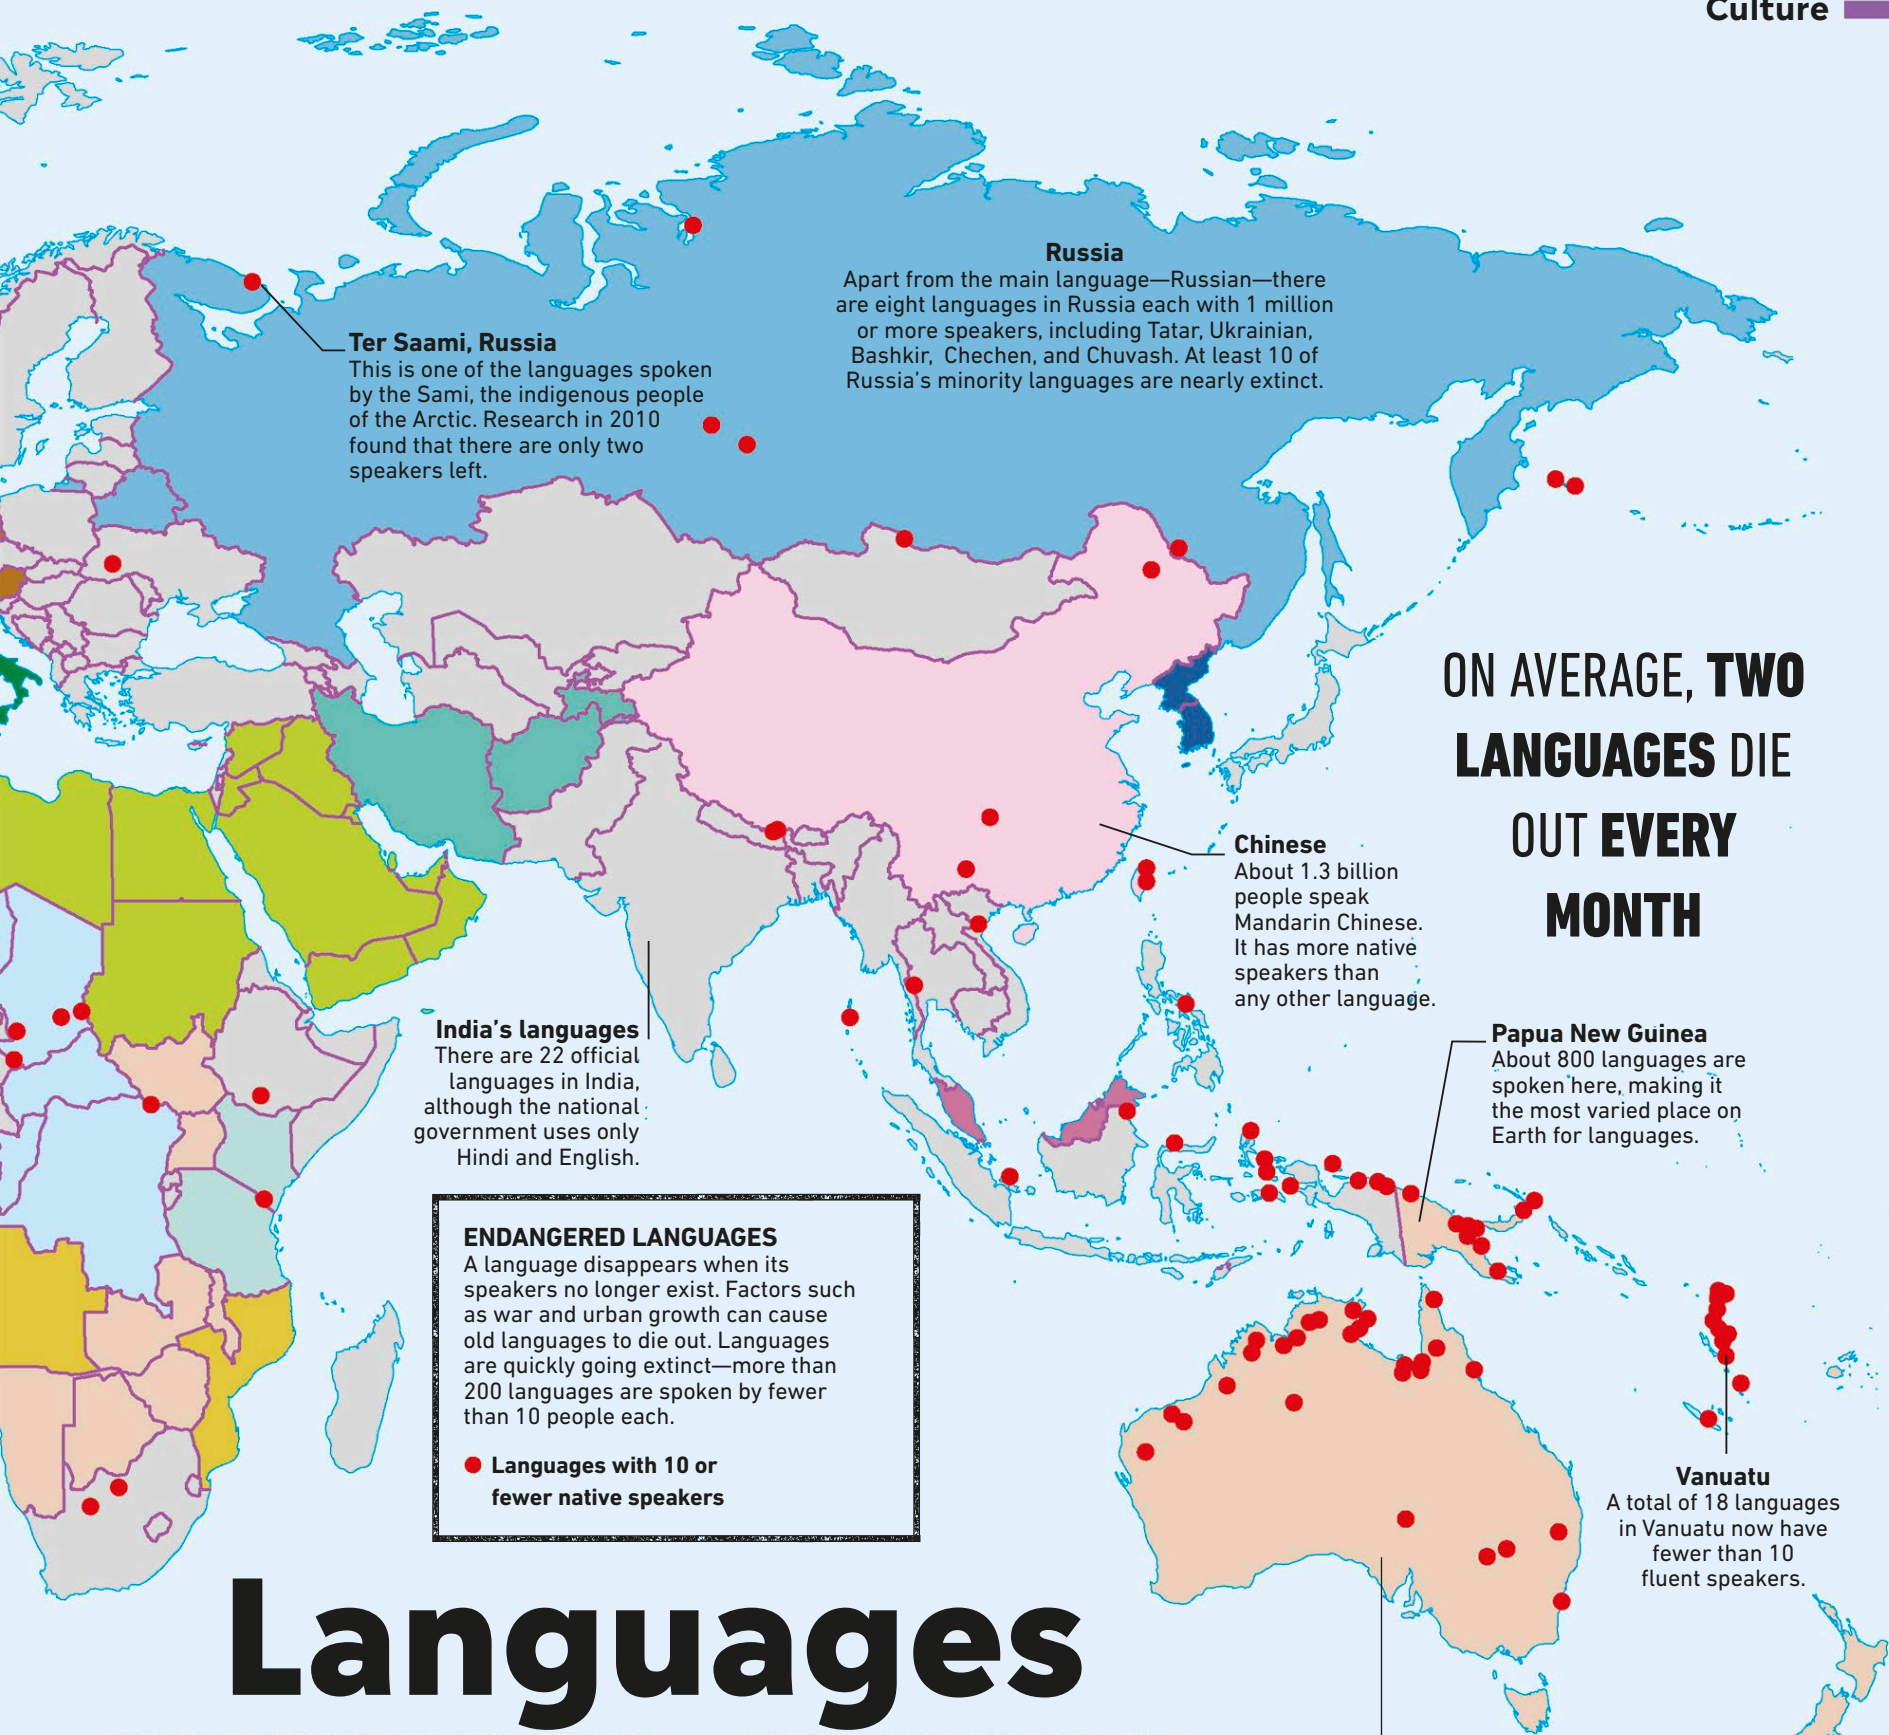 Culture
Russia
Apart from the main language—Russian—there
are eight languages in Russia each with 1 million
or more speakers, including Tatar, Ukrainian,
Bashkir, Chechen, and Chuvash. At least 10 of
Russia's minority languages are nearly extinct.
Ter Saami, Russia
This is one of the languages spoken
by the Sami, the indigenous people
of the Arctic. Research in 2010
found that there are only two
speakers left.
ON AVERAGE, TWO
LANGUAGES DIE
OUT EVERY
MONTH
Chinese
About 1.3 billion
people speak
Mandarin Chinese.
It has more native
speakers than
any other language.
India's languages
There are 22 official
languages in India,
although the national
government uses only
Hindi and English.
Papua New Guinea
About 800 languages are
spoken here, making it
the most varied place on
Earth for languages.
ENDANGERED LANGUAGES
A language disappears when its
speakers no longer exist. Factors such
as war and urban growth can cause
old languages to die out. Languages
are quickly going extinct—more than
200 languages are spoken by fewer
than 10 people each.
Languages with 10 or
fewer native speakers
Vanuatu
A total of 18 languages
in Vanuatu now have
fewer than 10
fluent speakers.
Languages